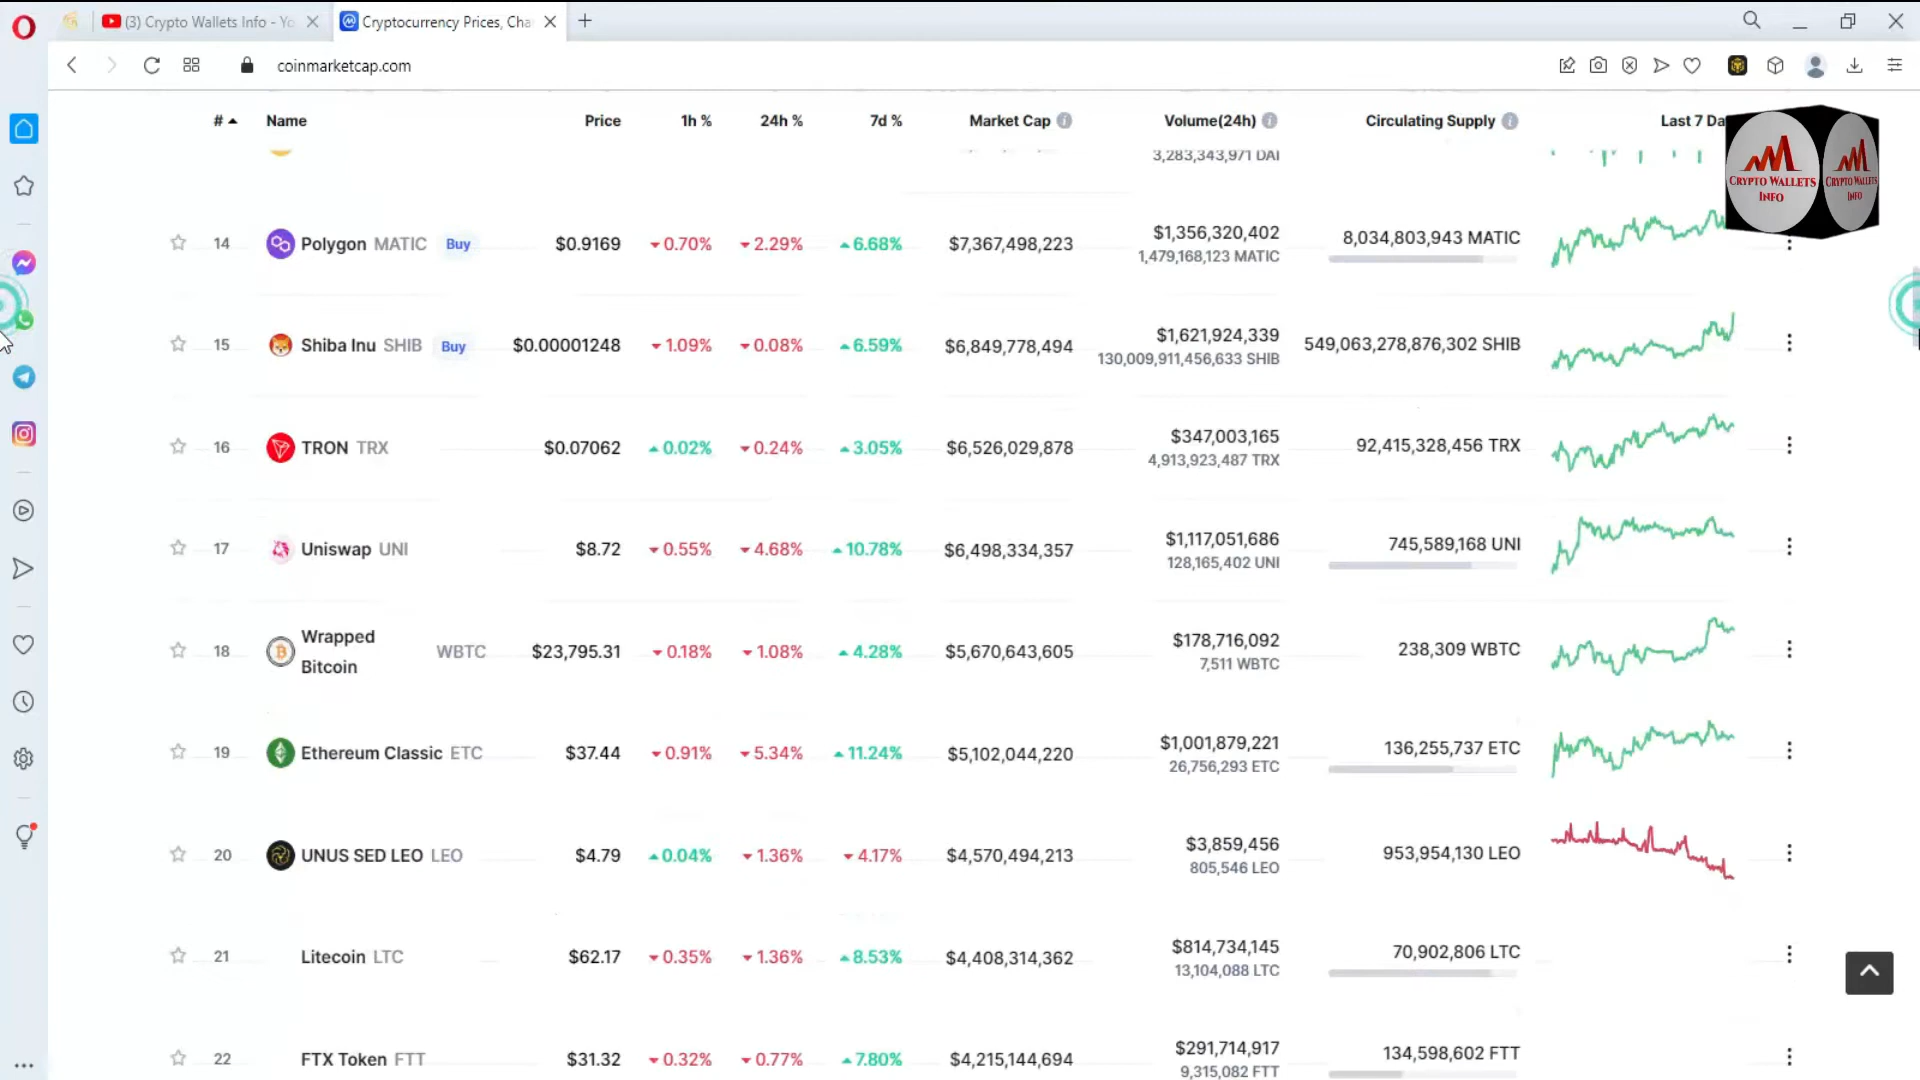 (3) Crypto Wallets Info - Yo
Cryptocurrency Prices, Cha
coinmarketcap.com
# Name Price 1h % 24h % 7d % Market Cap Volume(24h) Circulating Supply Last 7 Da
3,283,343,971 DAI
CRYPTO WALLETS INFO
CRYPTO WALLETS INFO
14 Polygon MATIC Buy $0.9169 0.70% 2.29% 6.68% $7,367,498,223 $1,356,320,402 8,034,803,943 MATIC
1,479,168,123 MATIC
15 Shiba Inu SHIB Buy $0.00001248 1.09% 0.08% 6.59% $6,849,778,494 $1,621,924,339 549,063,278,876,302 SHIB
130,009,911,456,633 SHIB
16 TRON TRX $0.07062 0.02% 0.24% 3.05% $6,526,029,878 $347,003,165 92,415,328,456 TRX
4,913,923,487 TRX
17 Uniswap UNI $8.72 0.55% 4.68% 10.78% $6,498,334,357 $1,117,051,686 745,589,168 UNI
128,165,402 UNI
18 Wrapped Bitcoin WBTC $23,795.31 0.18% 1.08% 4.28% $5,670,643,605 $178,716,092 238,309 WBTC
7,511 WBTC
19 Ethereum Classic ETC $37.44 0.91% 5.34% 11.24% $5,102,044,220 $1,001,879,221 136,255,737 ETC
26,756,293 ETC
20 UNUS SED LEO LEO $4.79 0.04% 1.36% 4.17% $4,570,494,213 $3,859,456 953,954,130 LEO
805,546 LEO
21 Litecoin LTC $62.17 0.35% 1.36% 8.53% $4,408,314,362 $814,734,145 70,902,806 LTC
13,104,088 LTC
22 FTX Token FTT $31.32 0.32% 0.77% 7.80% $4,215,144,694 $291,714,917 134,598,602 FTT
9,315,082 FTT